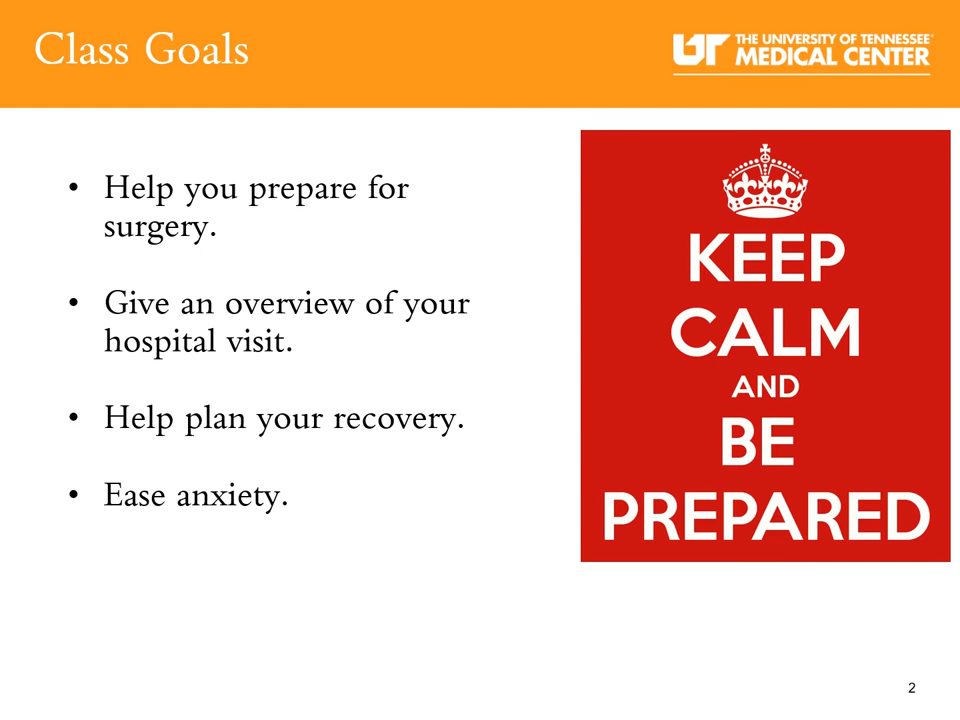 Class Goals
UT THE UNIVERSITY OF TENNESSEE
MEDICAL CENTER
• Help you prepare for
surgery.
• Give an overview of your
hospital visit.
• Help plan your recovery.
• Ease anxiety.
KEEP
CALM
AND
BE
PREPARED
2